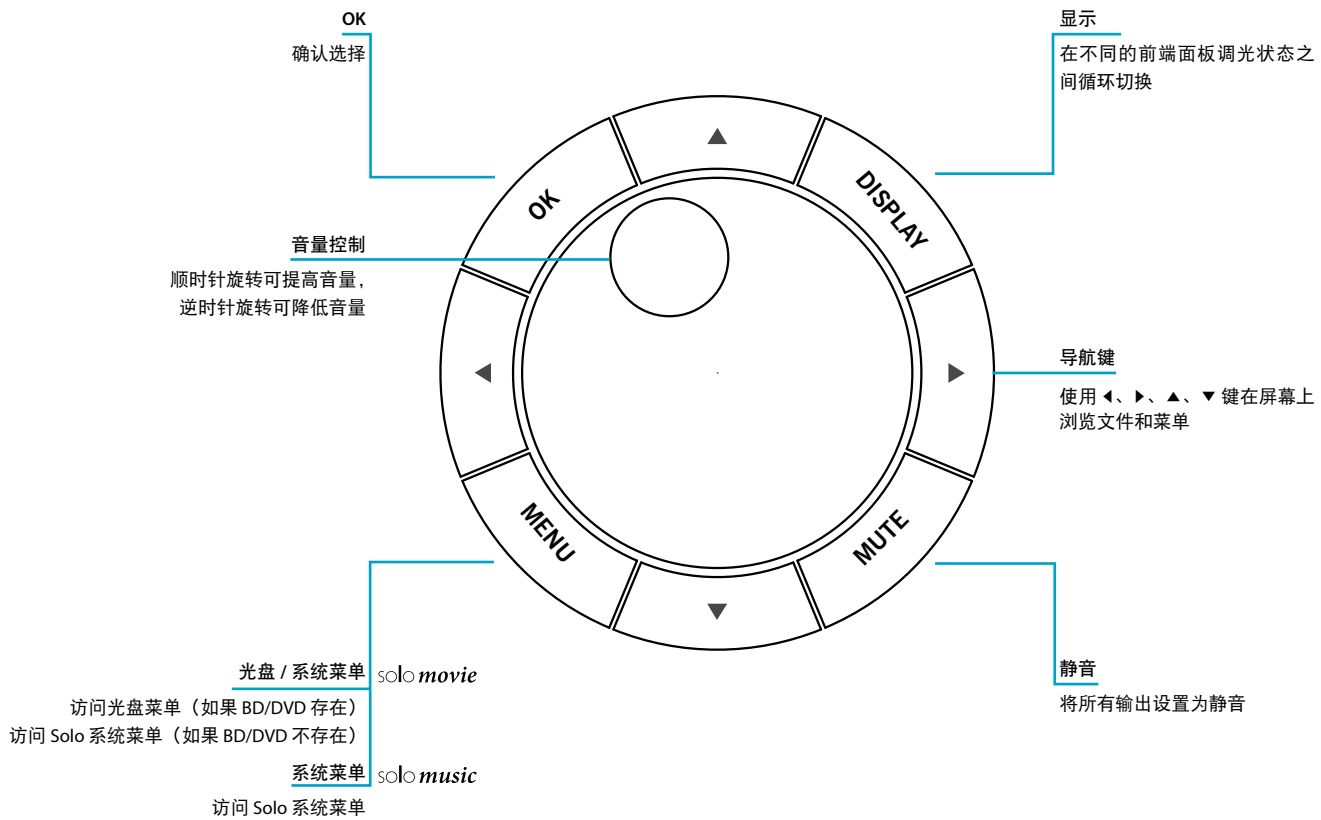 OK
确认选择
显示
在不同的前端面板调光状态之
间循环切换
OK
DISPLAY
音量控制
顺时针旋转可提高音量，
逆时针旋转可降低音量
导航键
使用 ◀、▶、▲、▼ 键在屏幕上
浏览文件和菜单
MENU
MUTE
光盘 / 系统菜单 solo movie
访问光盘菜单（如果 BD/DVD 存在）
访问 Solo 系统菜单（如果 BD/DVD 不存在）
系统菜单 solo music
访问 Solo 系统菜单
静音
将所有输出设置为静音